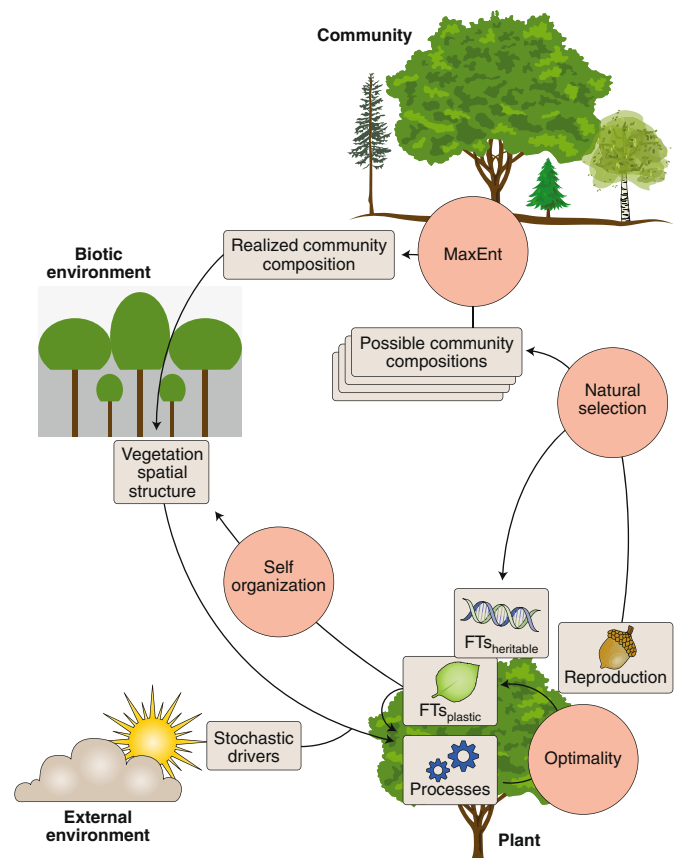 Community
MaxEnt
Realized community
composition
Biotic
environment
Possible community
compositions
Natural
selection
Vegetation
spatial
structure
Self
organization
FTsheritable
Reproduction
FTsplastic
Stochastic
drivers
Optimality
Processes
External
environment
Plant